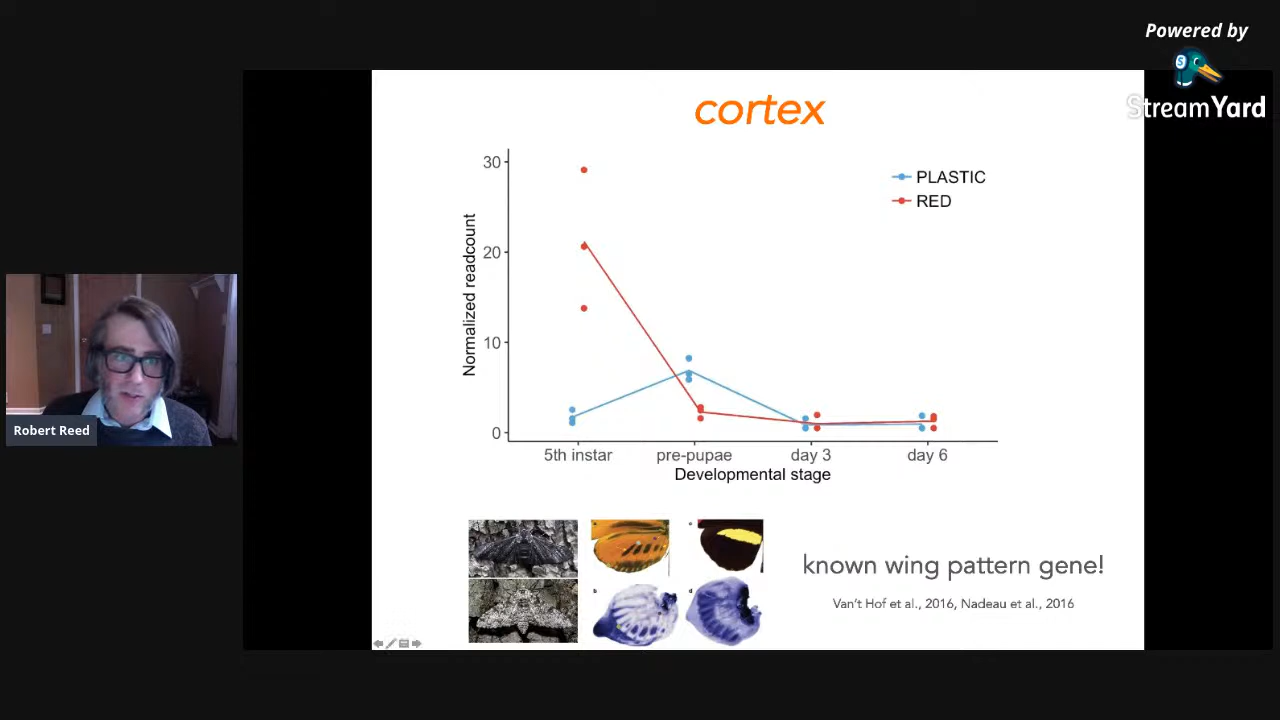 Powered by
StreamYard
cortex
30
20
10
0
Normalized readcount
PLASTIC
RED
5th instar
pre-pupae
day 3
day 6
Developmental stage
Robert Reed
known wing pattern gene!
Van't Hof et al., 2016, Nadeau et al., 2016